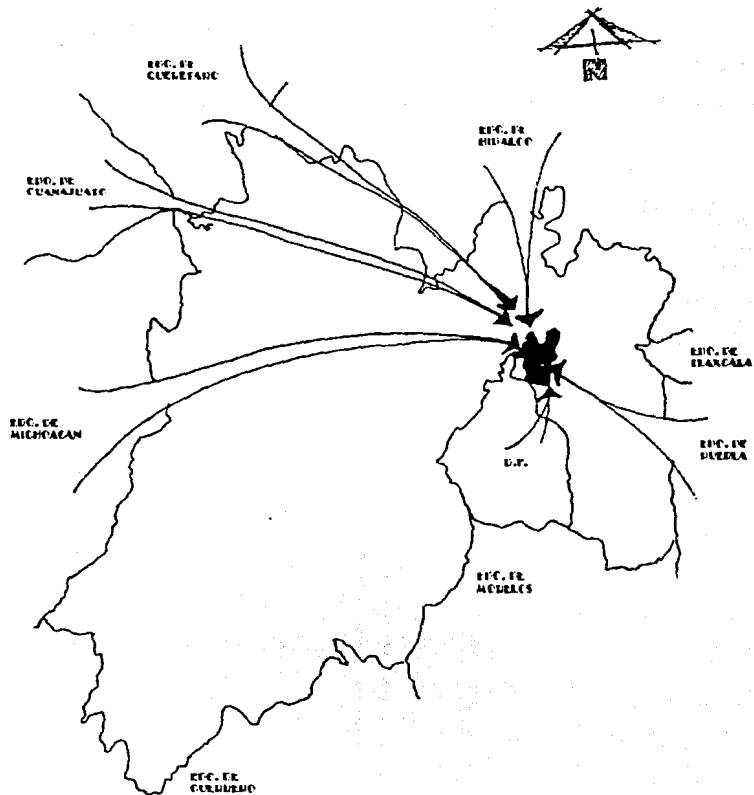 EDO. DE
QUERETARO
EDO. DE
HIDALGO
EDO. DE
GUANAJUATO
N
EDO. DE
TLAXCALA
EDO. DE
MICHOACAN
EDO. DE
PUEBLA
D.F.
EDO. DE
MORELOS
EDO. DE
GUERRERO